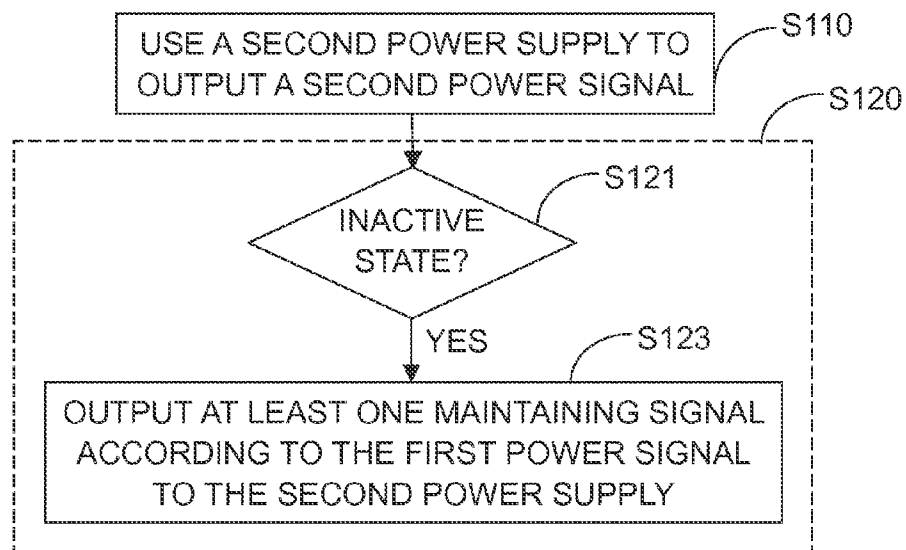 USE A SECOND POWER SUPPLY TO
OUTPUT A SECOND POWER SIGNAL
S110
S120
INACTIVE
STATE?
S121
YES
S123
OUTPUT AT LEAST ONE MAINTAINING SIGNAL
ACCORDING TO THE FIRST POWER SIGNAL
TO THE SECOND POWER SUPPLY